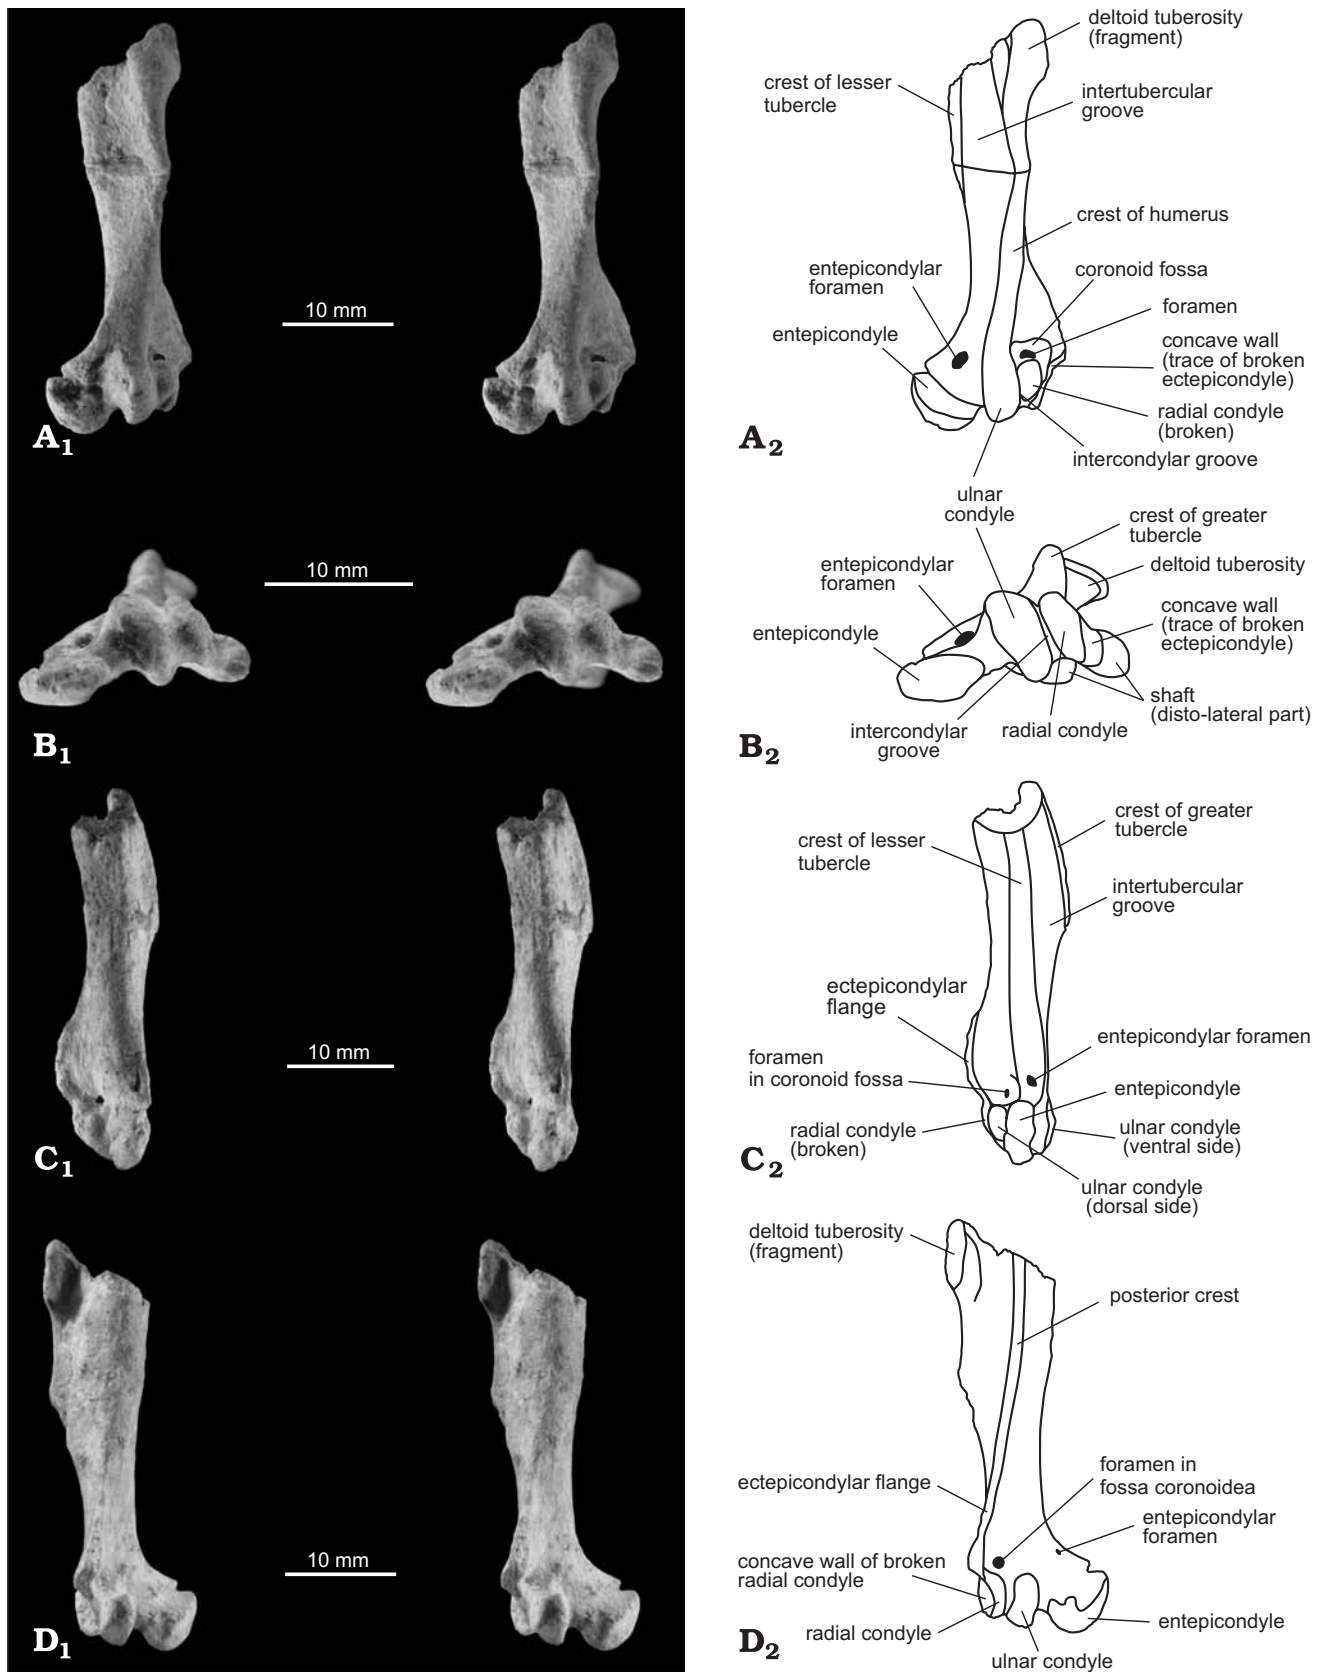 deltoid tuberosity
(fragment)
crest of lesser
tubercle
intertubercular
groove
10 mm
crest of humerus
entepicondylar
foramen
coronoid fossa
foramen
entepicondyle
concave wall
(trace of broken
ectepicondyle)
radial condyle
(broken)
intercondylar groove
A1
A2
ulnar
condyle
crest of greater
tubercle
10 mm
entepicondylar
foramen
deltoid tuberosity
entepicondyle
concave wall
(trace of broken
ectepicondyle)
shaft
(disto-lateral part)
intercondylar
groove
radial condyle
B1
B2
crest of greater
tubercle
crest of lesser
tubercle
intertubercular
groove
ectepicondylar
flange
10 mm
entepicondylar foramen
foramen
in coronoid fossa
entepicondyle
radial condyle
(broken)
ulnar condyle
(ventral side)
C1
C2
ulnar condyle
(dorsal side)
deltoid tuberosity
(fragment)
posterior crest
foramen in
fossa coronoidea
ectepicondylar flange
entepicondylar
foramen
10 mm
concave wall of broken
radial condyle
entepicondyle
radial condyle
ulnar condyle
D1
D2